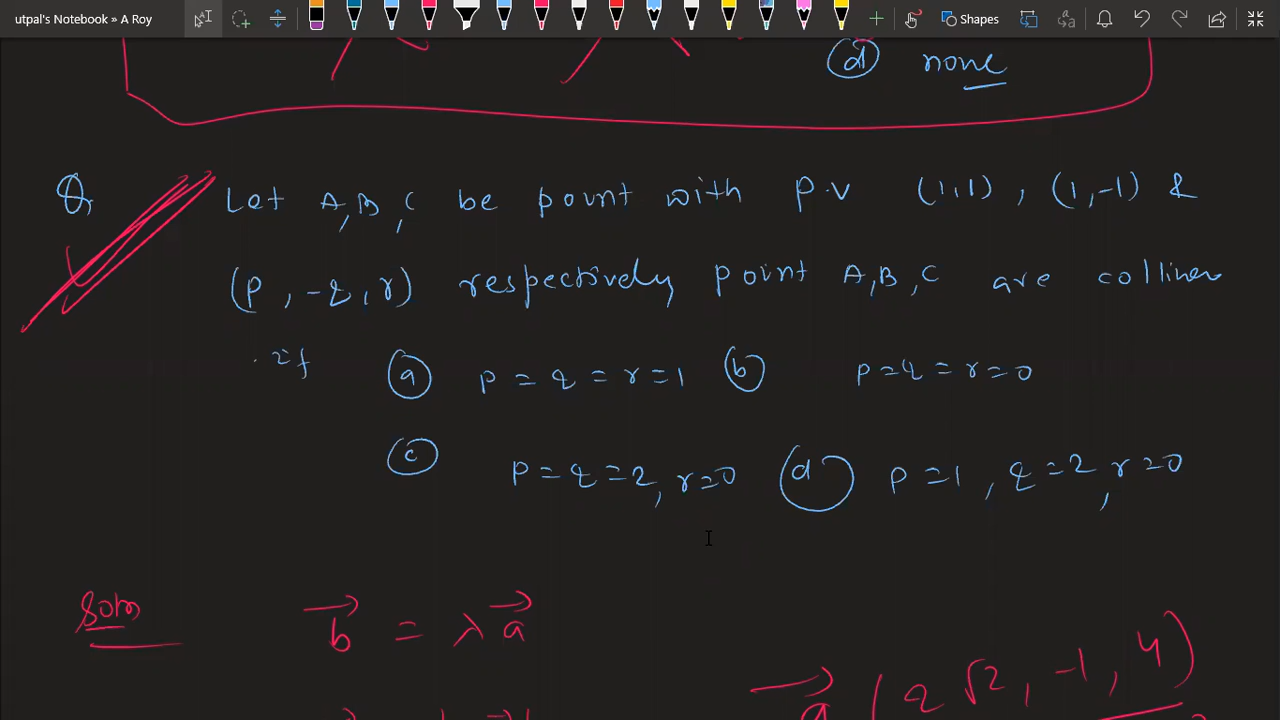 utpal's Notebook » A Roy
Shapes
(d) none
Q, Let A,B,C be point with p.v (1,1) , (1,-1) &
(p, -q, r) respectively point A,B,C are colliner
if (a) p = q = r = 1 (b) p = q = r = 0
(c) p = q = 2, r = 0 (d) p = 1, q = 2, r = 0
Soln b = λ a
a ( 2 √2, -1, 4)